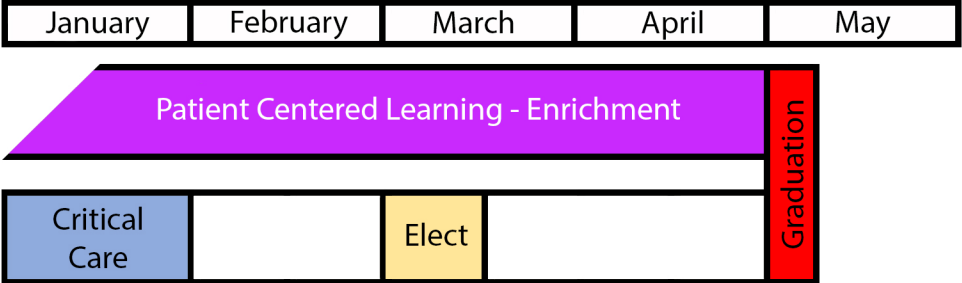 January
February
March
April
May
Patient Centered Learning - Enrichment
Graduation
Critical
Care
Elect